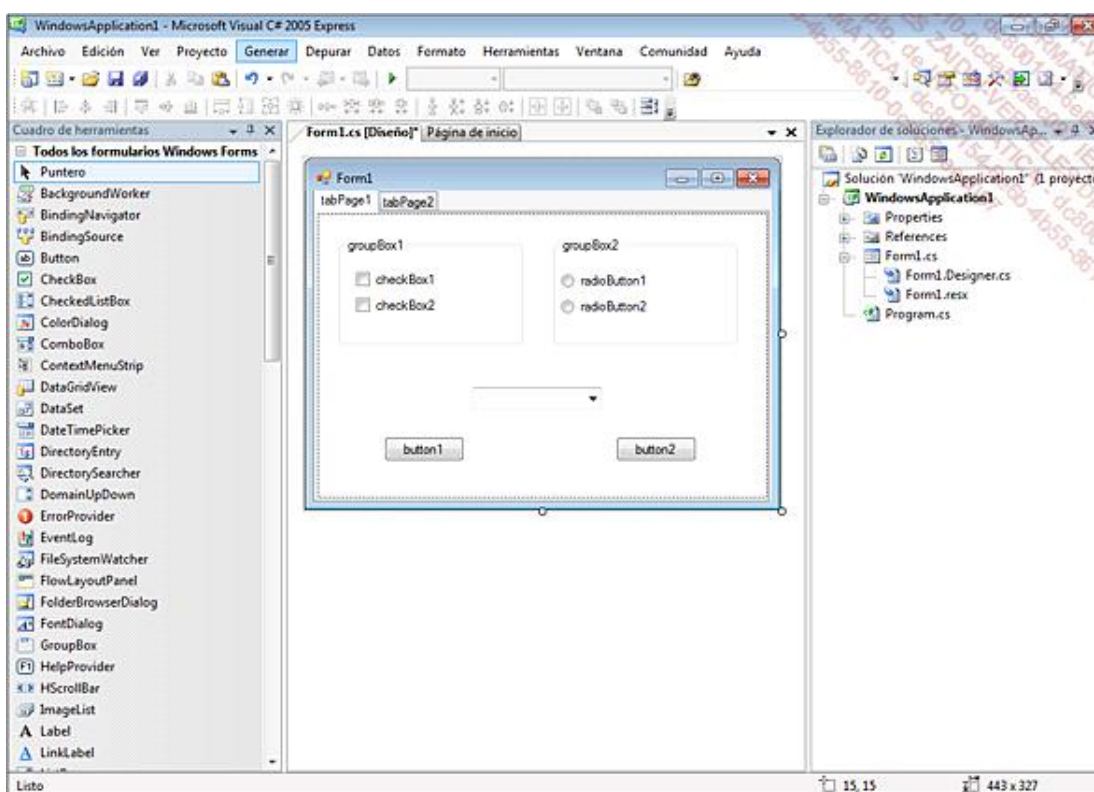 WindowsApplication1 - Microsoft Visual C# 2005 Express
Archivo Edición Ver Proyecto Generar Depurar Datos Formato Herramientas Ventana Comunidad Ayuda
Cuadro de herramientas
Todos los formularios Windows Forms
Puntero
BackgroundWorker
BindingNavigator
BindingSource
Button
CheckBox
CheckedListBox
ColorDialog
ComboBox
ContextMenuStrip
DataGridView
DataSet
DateTimePicker
DirectoryEntry
DirectorySearcher
DomainUpDown
ErrorProvider
EventLog
FileSystemWatcher
FlowLayoutPanel
FolderBrowserDialog
FontDialog
GroupBox
HelpProvider
HScrollBar
ImageList
A Label
A LinkLabel
Form1.cs [Diseño]* Página de inicio
Form1
tabPage1 tabPage2
groupBox1
checkBox1
checkBox2
groupBox2
radioButton1
radioButton2
button1
button2
Explorador de soluciones - WindowsAp...
Solución 'WindowsApplication1' (1 proyecto
WindowsApplication1
Properties
References
Form1.cs
Form1.Designer.cs
Form1.resx
Program.cs
Listo
15, 15
443 x 327